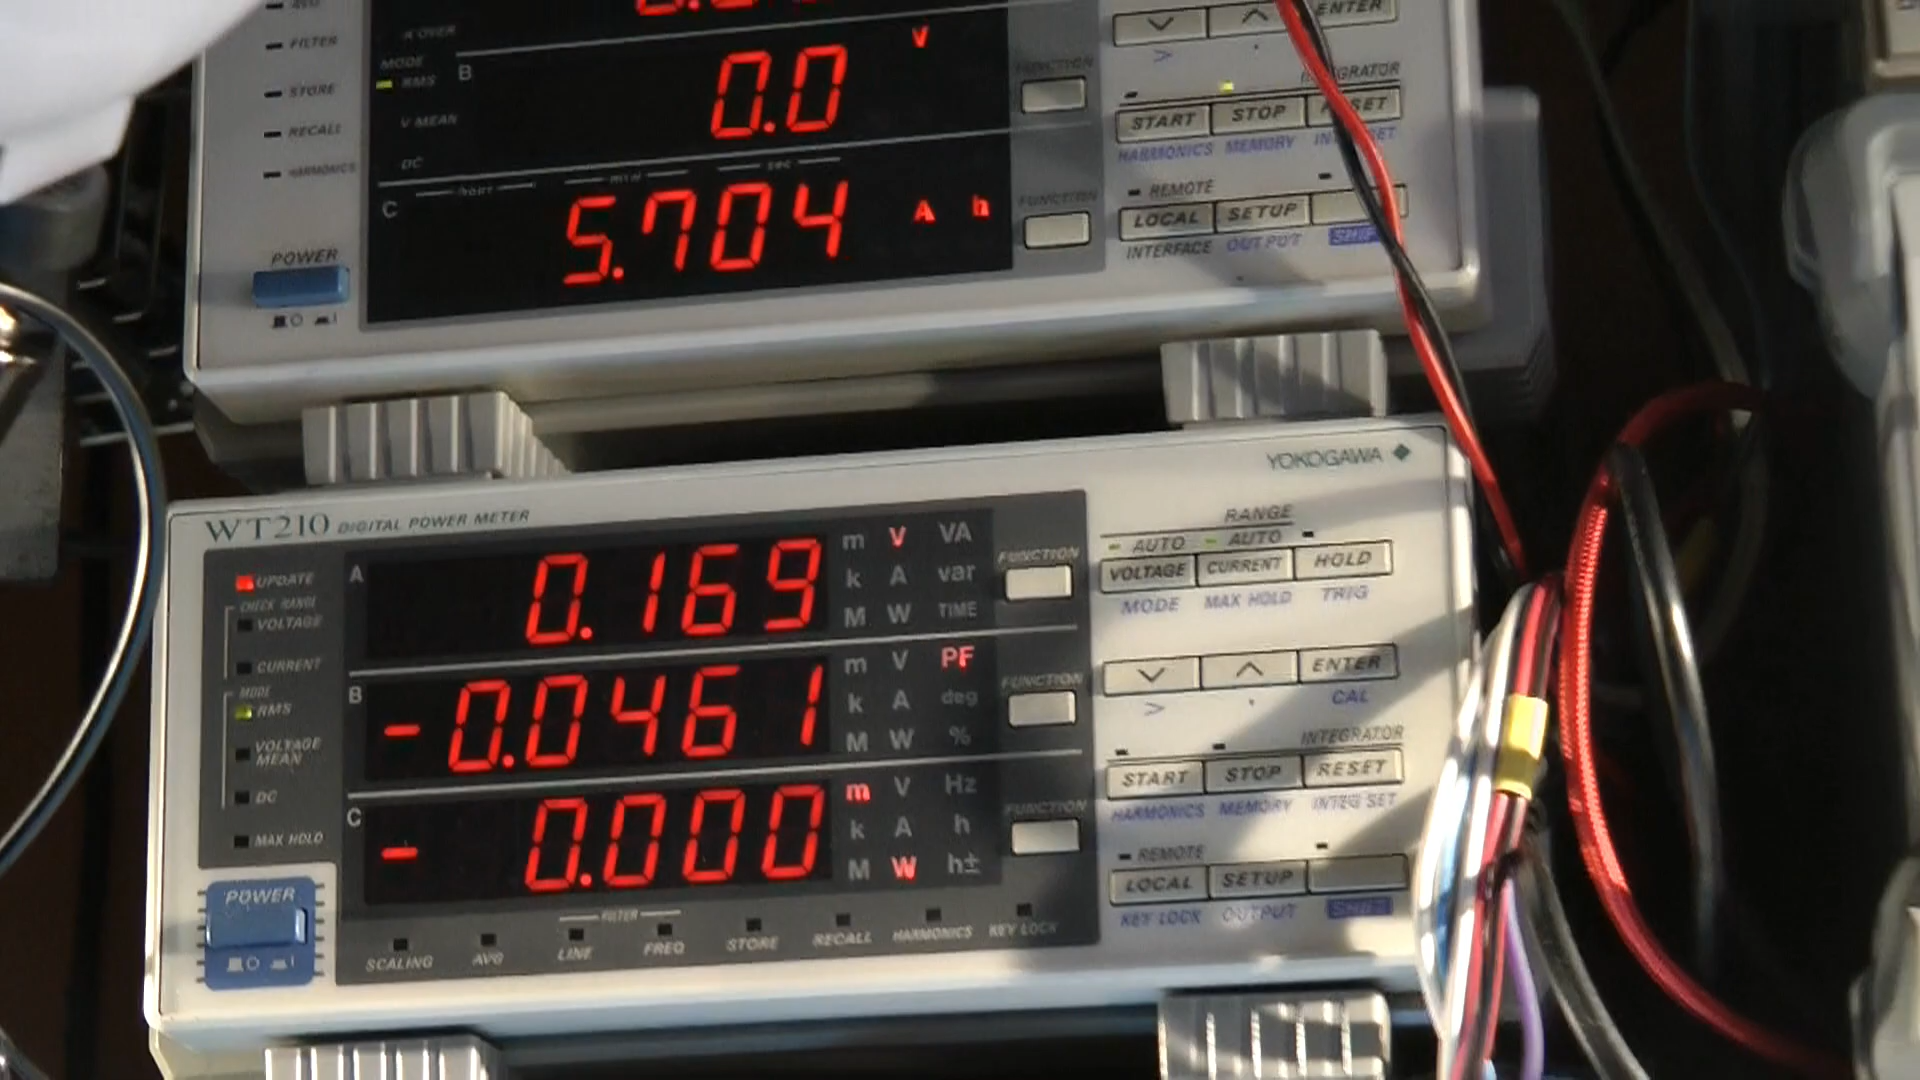 FILTER
STORE
RECALL
HARMONICS
MODE
RMS
V MEAN
DC
B
0.0
V
C
5.704
A h
POWER
FUNCTION
FUNCTION
ENTER
START STOP RESET
HARMONICS MEMORY
REMOTE
LOCAL SETUP
INTERFACE OUTPUT
YOKOGAWA
WT210 DIGITAL POWER METER
UPDATE
CHECK RANGE
VOLTAGE
CURRENT
MODE
RMS
VOLTAGE
MEAN
DC
MAX HOLD
POWER
A
0.169
m V VA
k A var
M W TIME
B
-0.0461
m V PF
k A deg
M W %
C
-0.000
m V Hz
k A h
M W h±
FUNCTION
FUNCTION
FUNCTION
FILTER
SCALING AVG LINE FREQ STORE RECALL HARMONICS KEY LOCK
RANGE
AUTO AUTO
VOLTAGE CURRENT HOLD
MODE MAX HOLD TRIG
ENTER
CAL
INTEGRATOR
START STOP RESET
HARMONICS MEMORY INTEG SET
REMOTE
LOCAL SETUP
KEY LOCK OUTPUT SHIFT